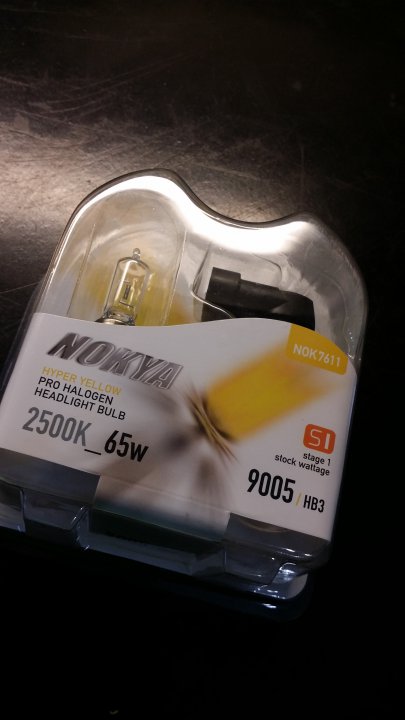 NOK7611
NOKYA
HYPER YELLOW
PRO HALOGEN
HEADLIGHT BULB
2500K_65w
S1
stage 1
stock wattage
9005/HB3